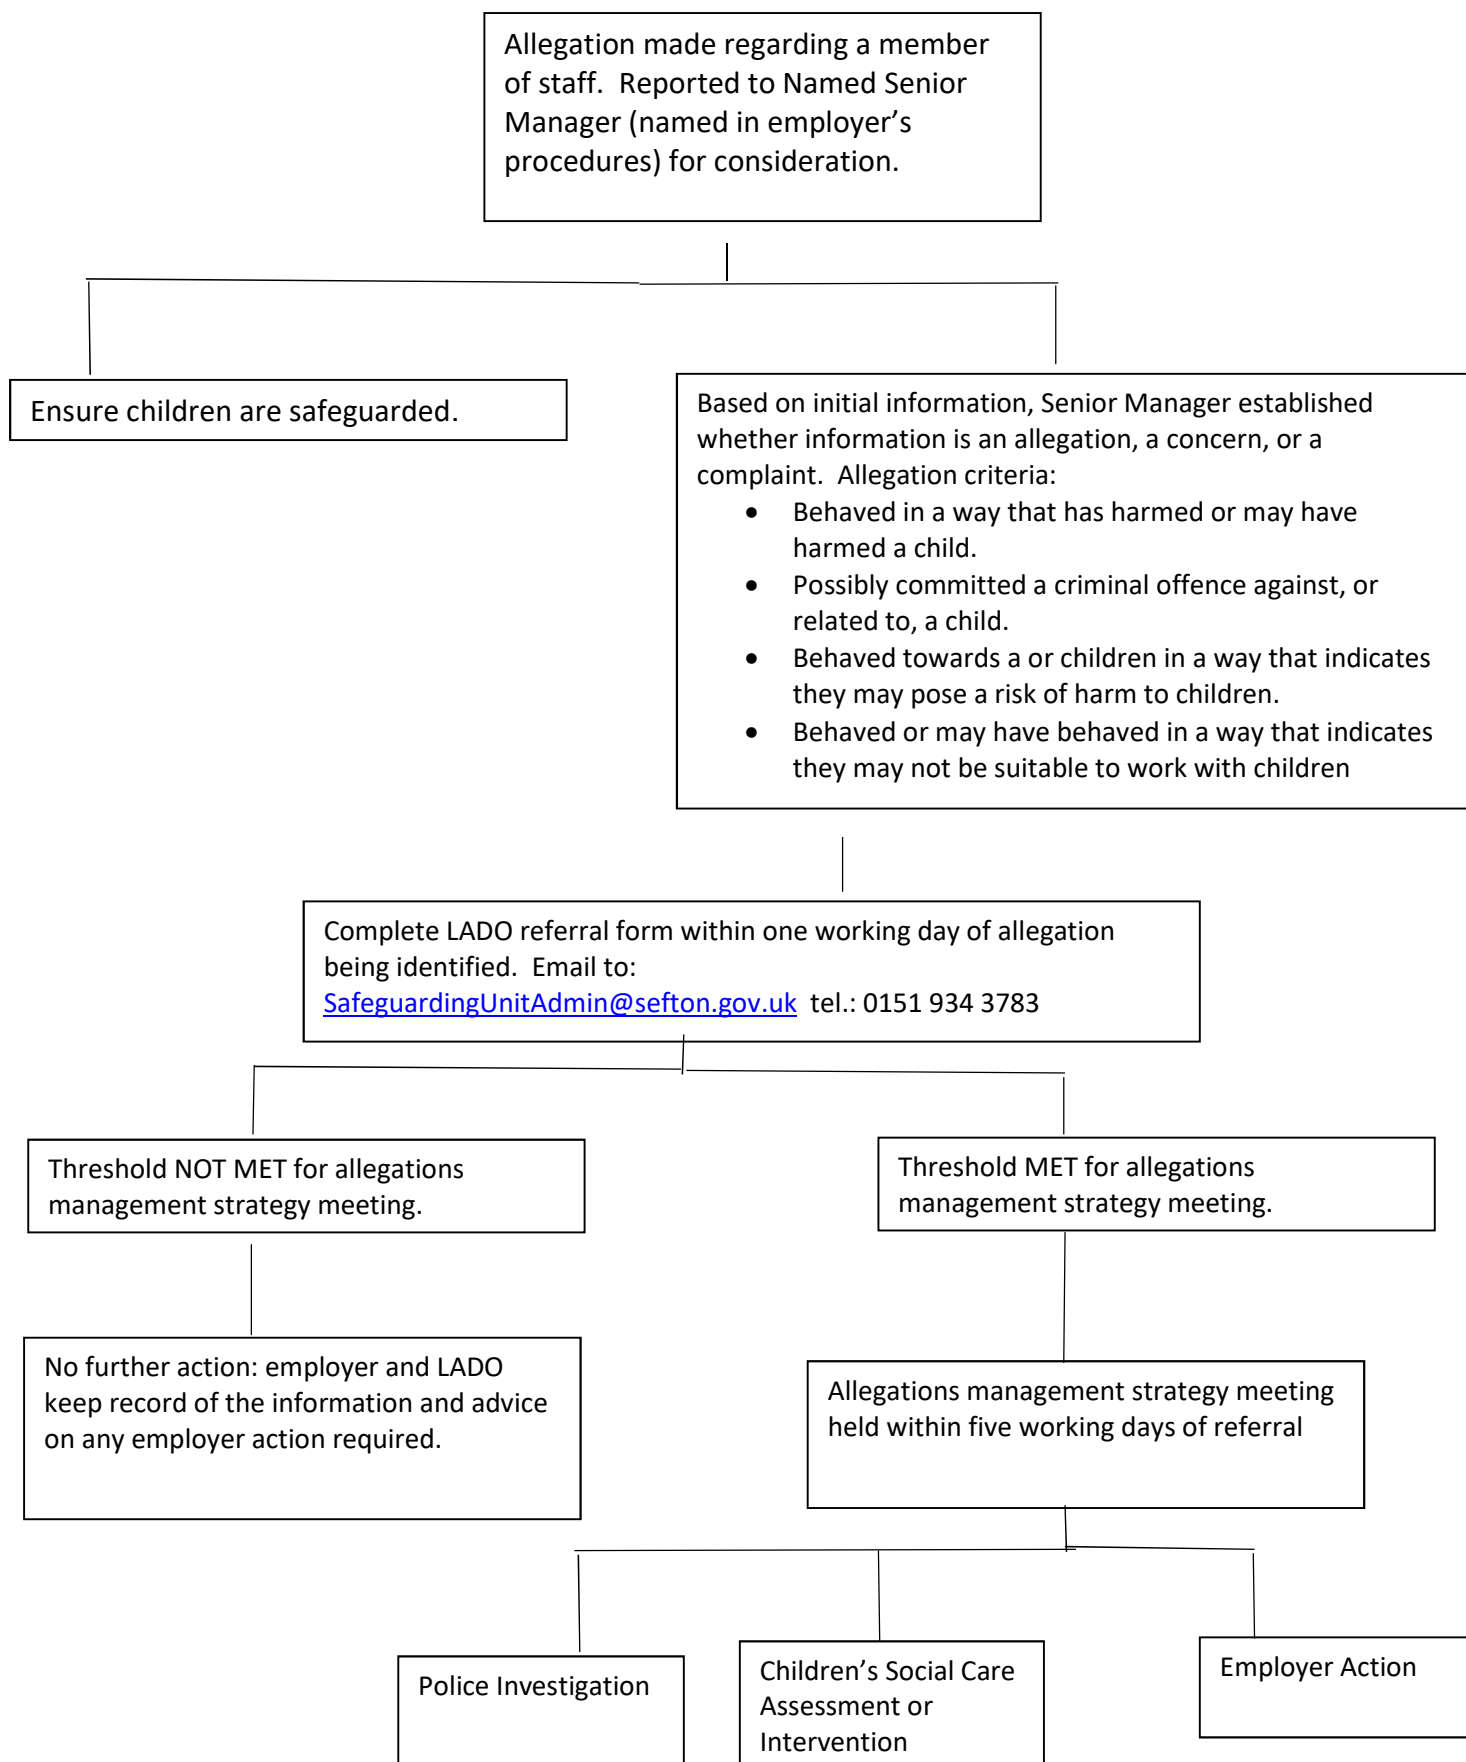 Allegation made regarding a member
of staff.  Reported to Named Senior
Manager (named in employer’s
procedures) for consideration.
Ensure children are safeguarded.
Based on initial information, Senior Manager established
whether information is an allegation, a concern, or a
complaint.  Allegation criteria:
• Behaved in a way that has harmed or may have
harmed a child.
• Possibly committed a criminal offence against, or
related to, a child.
• Behaved towards a or children in a way that indicates
they may pose a risk of harm to children.
• Behaved or may have behaved in a way that indicates
they may not be suitable to work with children
Complete LADO referral form within one working day of allegation
being identified.  Email to:
SafeguardingUnitAdmin@sefton.gov.uk  tel.: 0151 934 3783
Threshold NOT MET for allegations
management strategy meeting.
Threshold MET for allegations
management strategy meeting.
No further action: employer and LADO
keep record of the information and advice
on any employer action required.
Allegations management strategy meeting
held within five working days of referral
Police Investigation
Children’s Social Care
Assessment or
Intervention
Employer Action